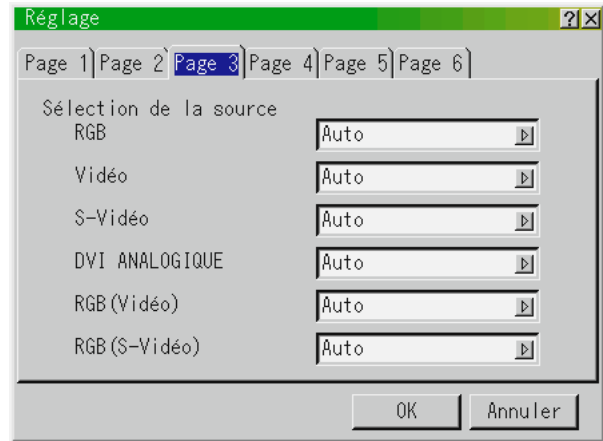 Réglage
Page 1 Page 2 Page 3 Page 4 Page 5 Page 6
Sélection de la source
RGB Auto
Vidéo Auto
S-Vidéo Auto
DVI ANALOGIQUE Auto
RGB(Vidéo) Auto
RGB(S-Vidéo) Auto
OK Annuler